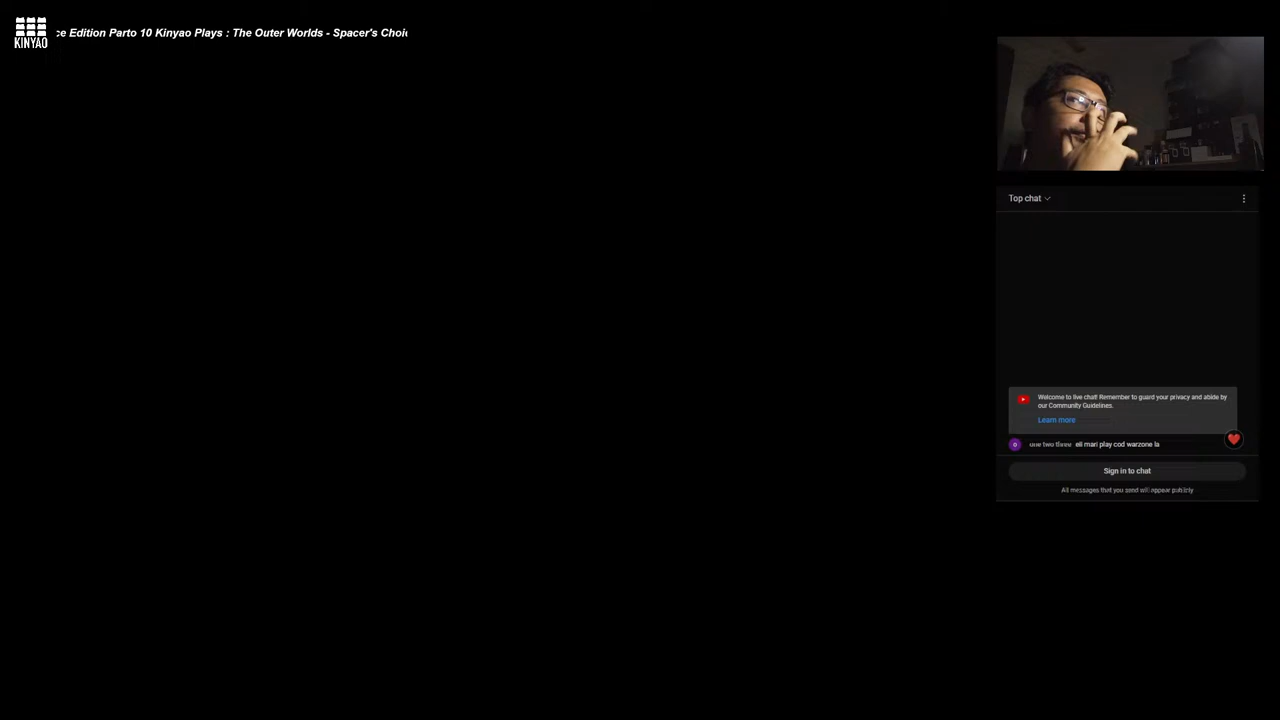 KINYAO
ce Edition Parto 10 Kinyao Plays : The Outer Worlds - Spacer's Choi
Top chat
Welcome to live chat! Remember to guard your privacy and abide by
our Community Guidelines.
Learn more
one two three eii mari play cod warzone la
Sign in to chat
All messages that you send will appear publicly